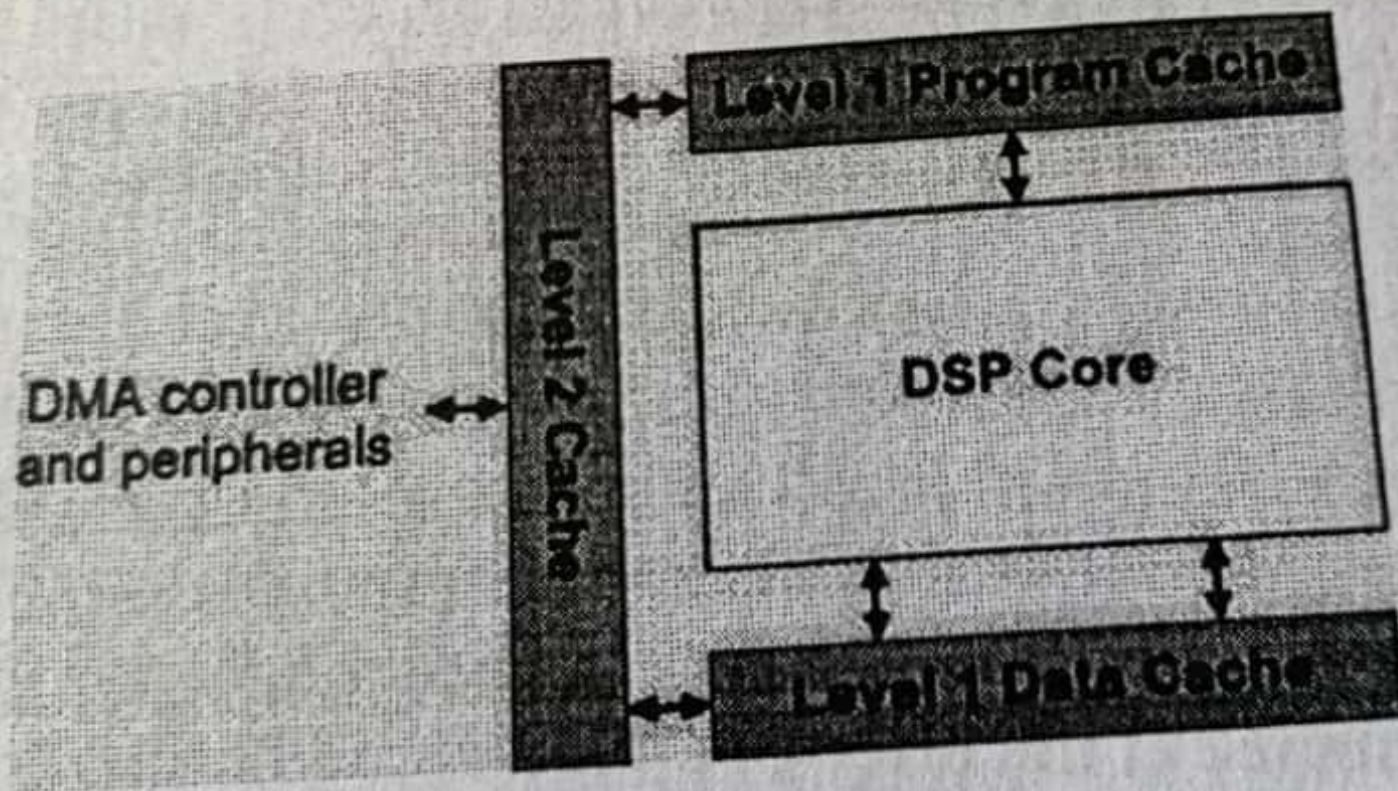 Level 1 Program Cache
Level 2 Cache
DSP Core
DMA controller
and peripherals
Level 1 Data Cache